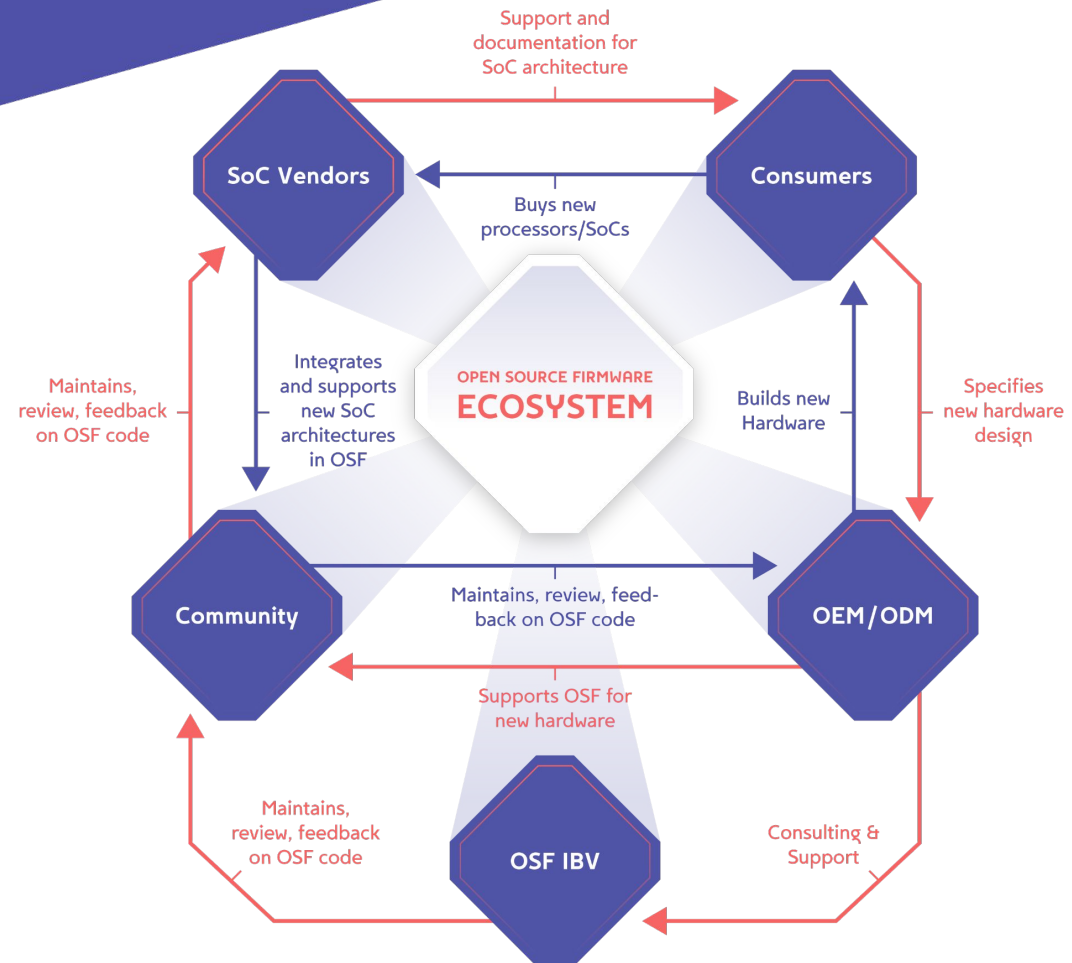 Support and
documentation for
SoC architecture
SoC Vendors
Consumers
Buys new
processors/SoCs
OPEN SOURCE FIRMWARE
ECOSYSTEM
Integrates
and supports
new SoC
architectures
in OSF
Maintains,
review, feedback
on OSF code
Builds new
Hardware
Specifies
new hardware
design
Community
Maintains, review, feed-
back on OSF code
OEM/ODM
Supports OSF for
new hardware
Maintains,
review, feedback
on OSF code
OSF IBV
Consulting &
Support